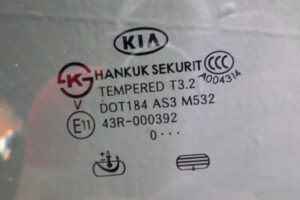 KIA
HANKUK SEKURIT
CCC
A004314
TEMPERED T3.2
V
DOT184 AS3 M532
E11 43R-000392
0···